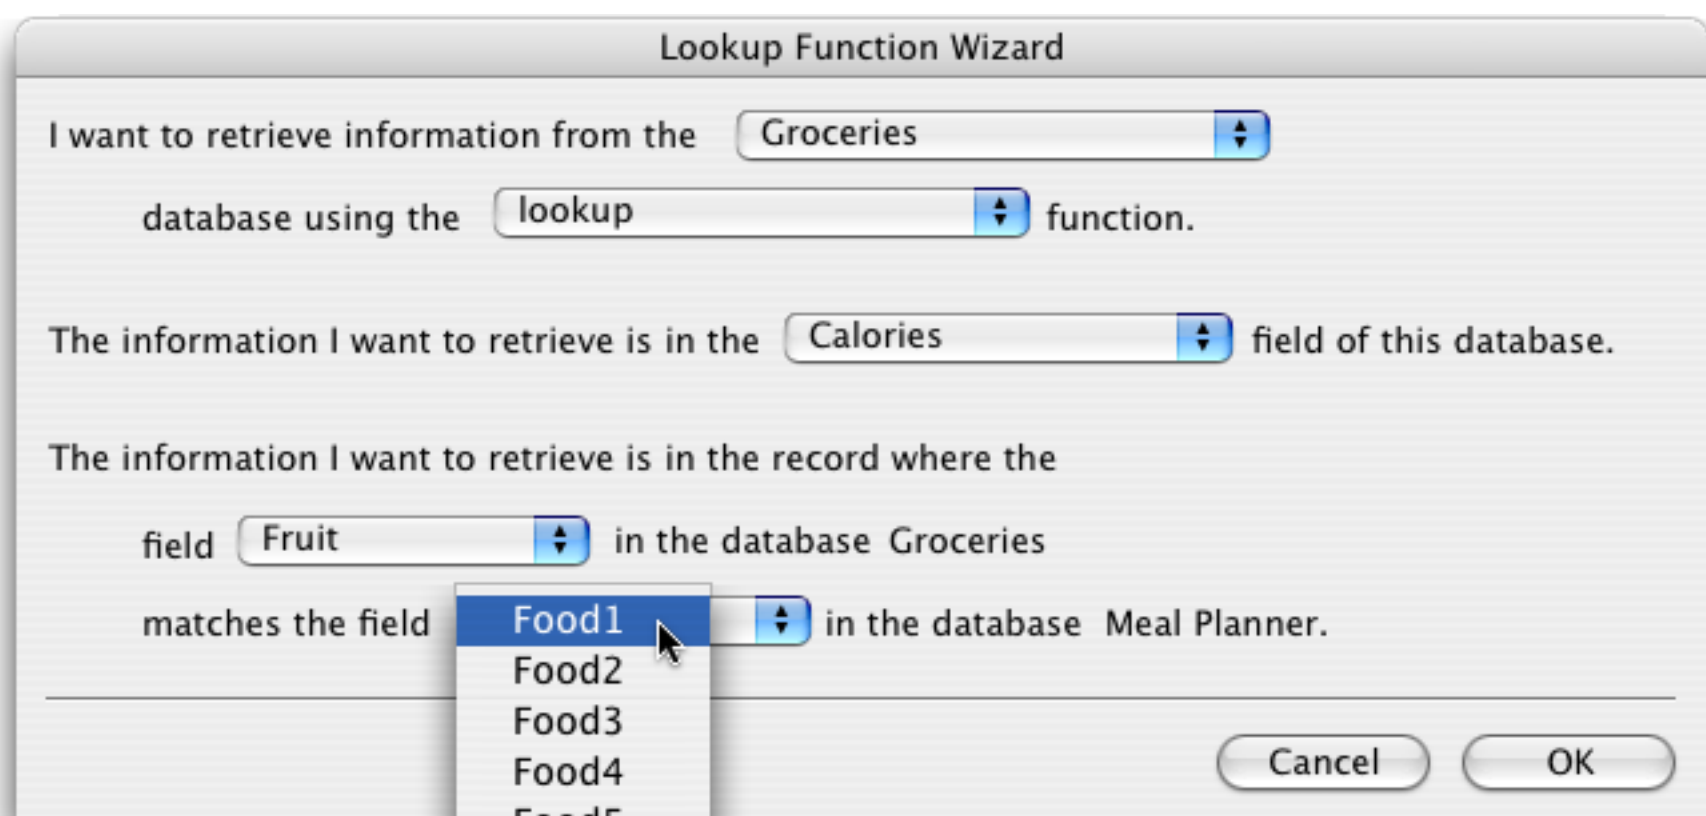 Lookup Function Wizard
I want to retrieve information from the Groceries
database using the lookup function.
The information I want to retrieve is in the Calories field of this database.
The information I want to retrieve is in the record where the
field Fruit in the database Groceries
matches the field Food1 in the database Meal Planner.
Food2
Food3
Food4
Food5
Cancel OK